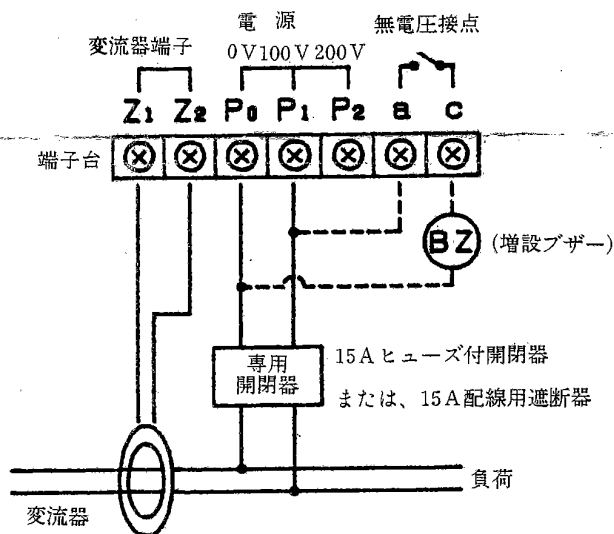 電 源
無電圧接点
変流器端子
0V 100V 200V
Z1 Z2 P0 P1 P2 a c
端子台
BZ
(増設ブザー)
専用
開閉器
15Aヒューズ付開閉器
または、15A配線用遮断器
負荷
変流器